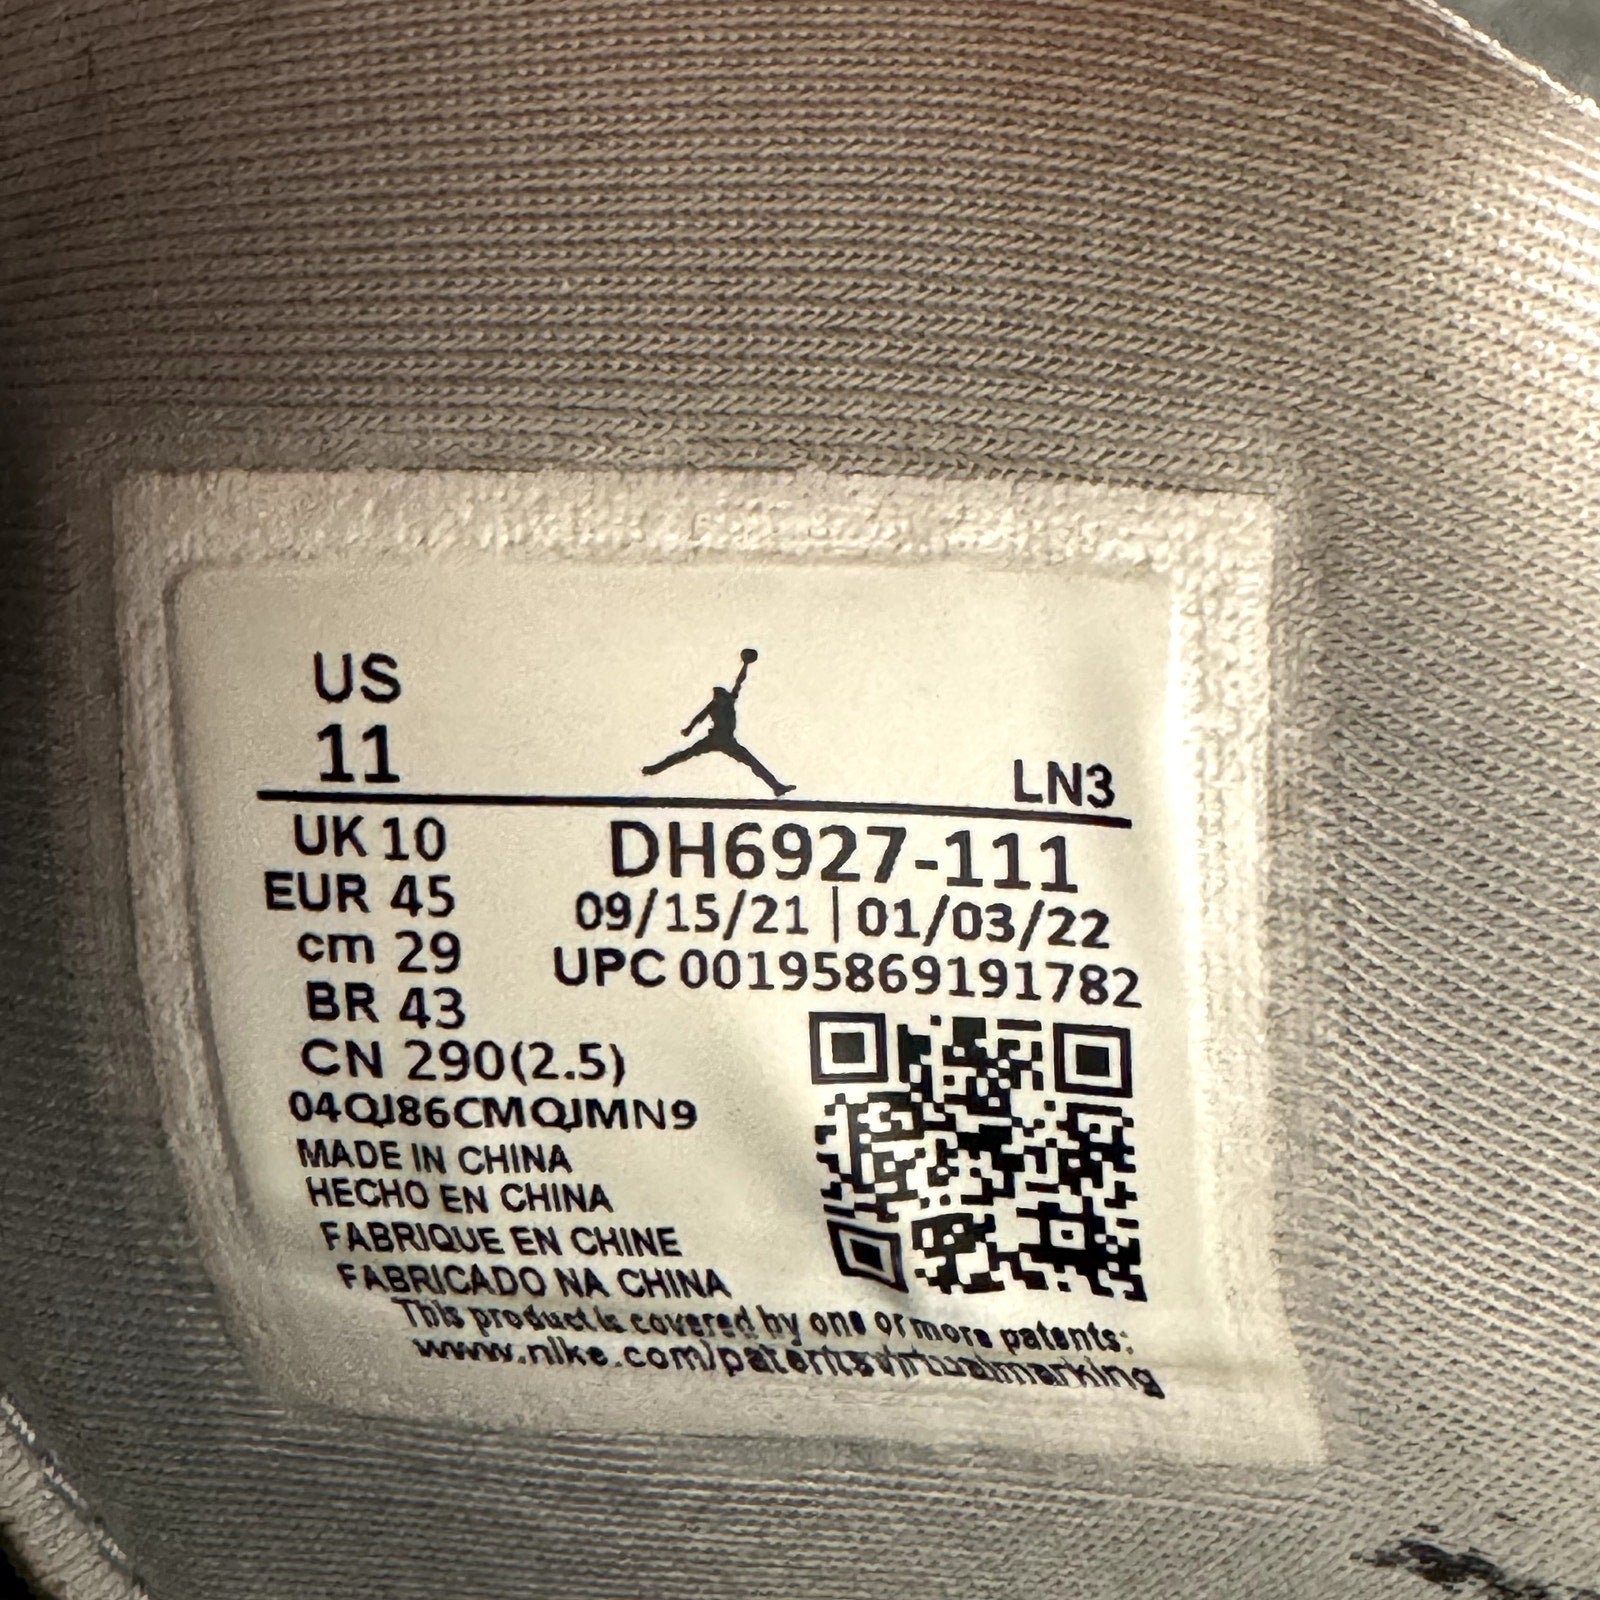 US
11
LN3
UK 10
EUR 45
cm 29
BR 43
CN 290(2.5)
DH6927-111
09/15/21 | 01/03/22
UPC 00195869191782
04QJ86CMQJMN9
MADE IN CHINA
HECHO EN CHINA
FABRIQUE EN CHINE
FABRICADO NA CHINA
This product is covered by one or more patents:
www.nike.com/patentsvirtualmarking